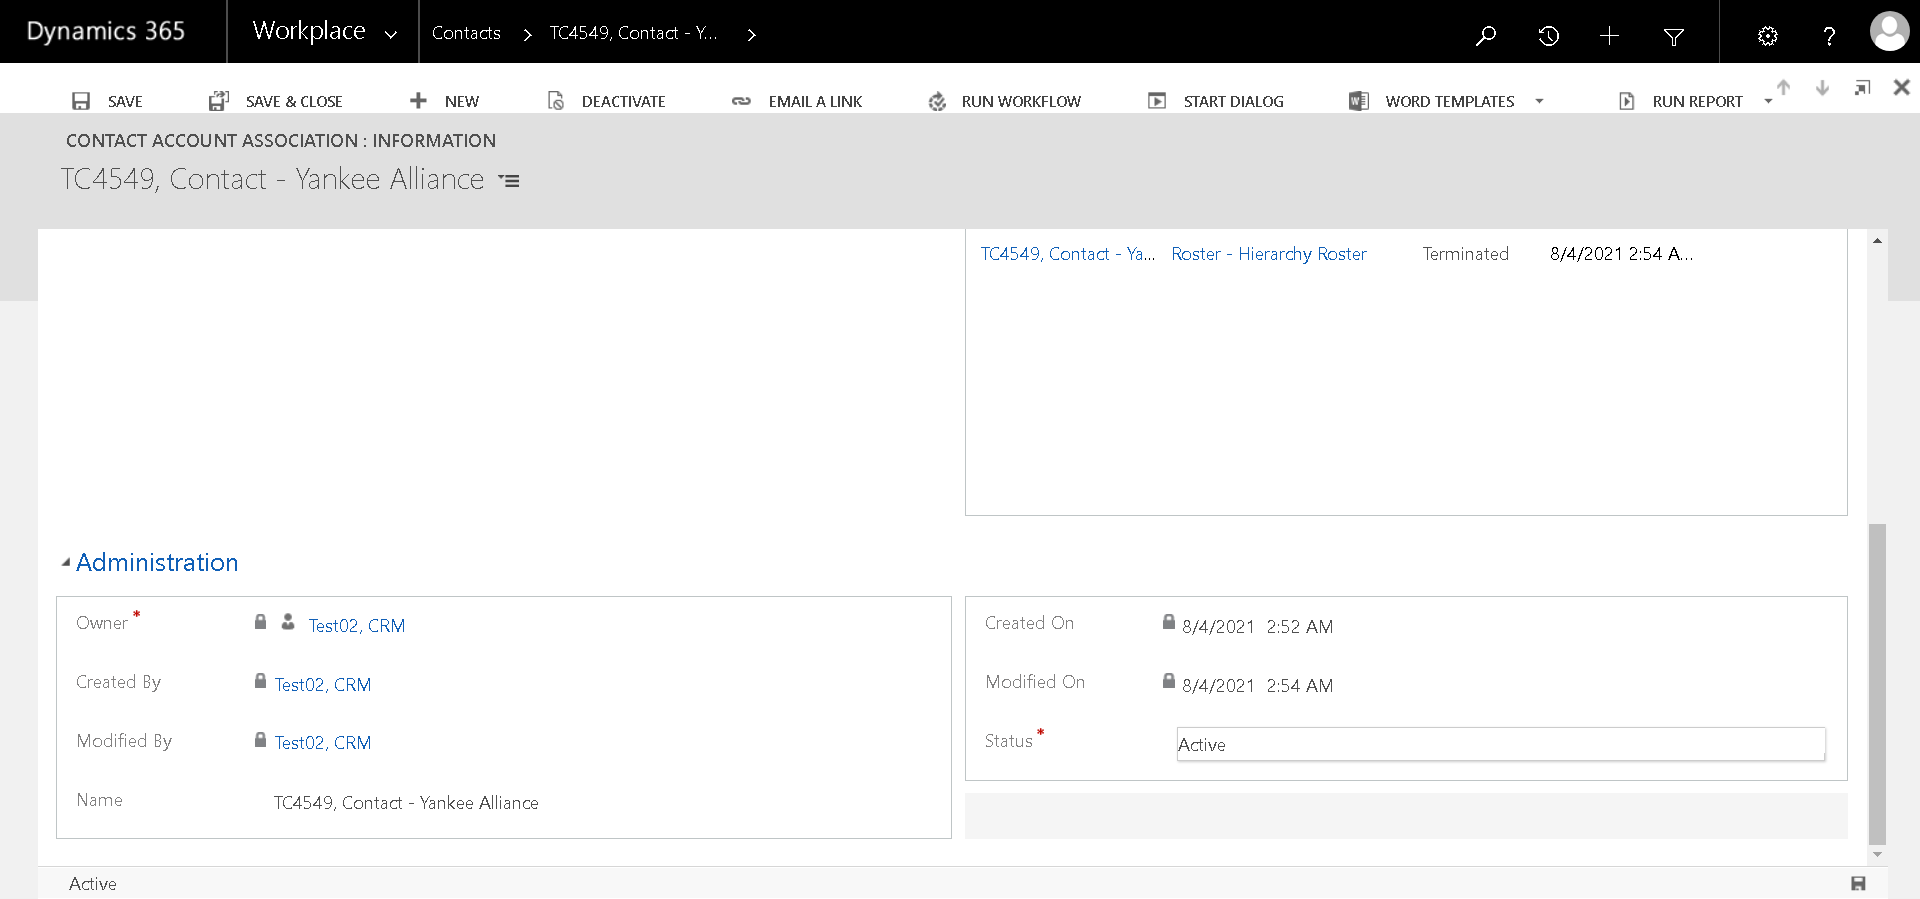 Dynamics 365
Workplace
Contacts
TC4549, Contact - Y...
?
SAVE
SAVE & CLOSE
NEW
DEACTIVATE
EMAIL A LINK
RUN WORKFLOW
START DIALOG
WORD TEMPLATES
RUN REPORT
CONTACT ACCOUNT ASSOCIATION : INFORMATION
TC4549, Contact - Yankee Alliance
TC4549, Contact - Ya... Roster - Hierarchy Roster Terminated 8/4/2021 2:54 A...
Administration
Owner * Test02, CRM
Created By Test02, CRM
Modified By Test02, CRM
Name TC4549, Contact - Yankee Alliance
Created On 8/4/2021 2:52 AM
Modified On 8/4/2021 2:54 AM
Status * Active
Active